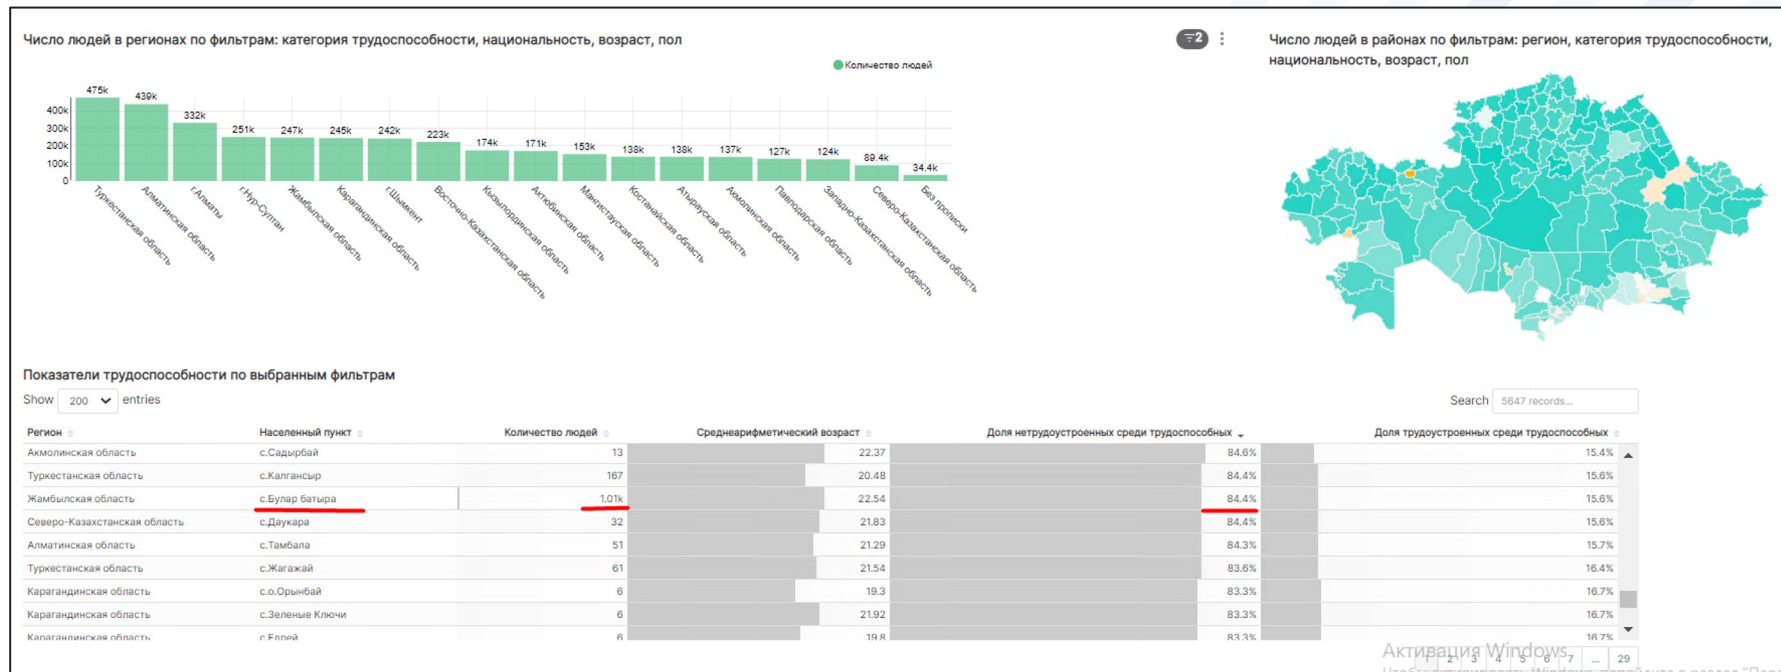 Число людей в регионах по фильтрам: категория трудоспособности, национальность, возраст, пол
2
Количество людей
475k
439k
332k
251k
247k
245k
242k
223k
174k
171k
153k
138k
138k
137k
127k
124k
89.4k
34.4k
400k
300k
200k
100k
0
Туркестанская область
Алматинская область
г.Алматы
г.Нур-Султан
Жамбылская область
Карагандинская область
г.Шымкент
Восточно-Казахстанская область
Кызылординская область
Актюбинская область
Мангистауская область
Костанайская область
Атырауская область
Акмолинская область
Павлодарская область
Западно-Казахстанская область
Северо-Казахстанская область
Без прописки
Число людей в районах по фильтрам: регион, категория трудоспособности,
национальность, возраст, пол
Показатели трудоспособности по выбранным фильтрам
Show 200 entries
Search 5647 records...
Регион Населенный пункт Количество людей Среднеарифметический возраст Доля нетрудоустроенных среди трудоспособных Доля трудоустроенных среди трудоспособных
Акмолинская область с.Садырбай 13 22.37 84.6% 15.4%
Туркестанская область с.Калгансыр 167 20.48 84.4% 15.6%
Жамбылская область с.Булар батыра 1.01k 22.54 84.4% 15.6%
Северо-Казахстанская область с.Даукара 32 21.83 84.4% 15.6%
Алматинская область с.Тамбала 51 21.29 84.3% 15.7%
Туркестанская область с.Жагажай 61 21.54 83.6% 16.4%
Карагандинская область с.о.Орынбай 6 19.3 83.3% 16.7%
Карагандинская область с.Зеленые Ключи 6 21.92 83.3% 16.7%
Карагандинская область с.Едрей 6 19.8 83.3% 16.7%
Активация Windows
1 2 3 4 5 6 7 ... 29